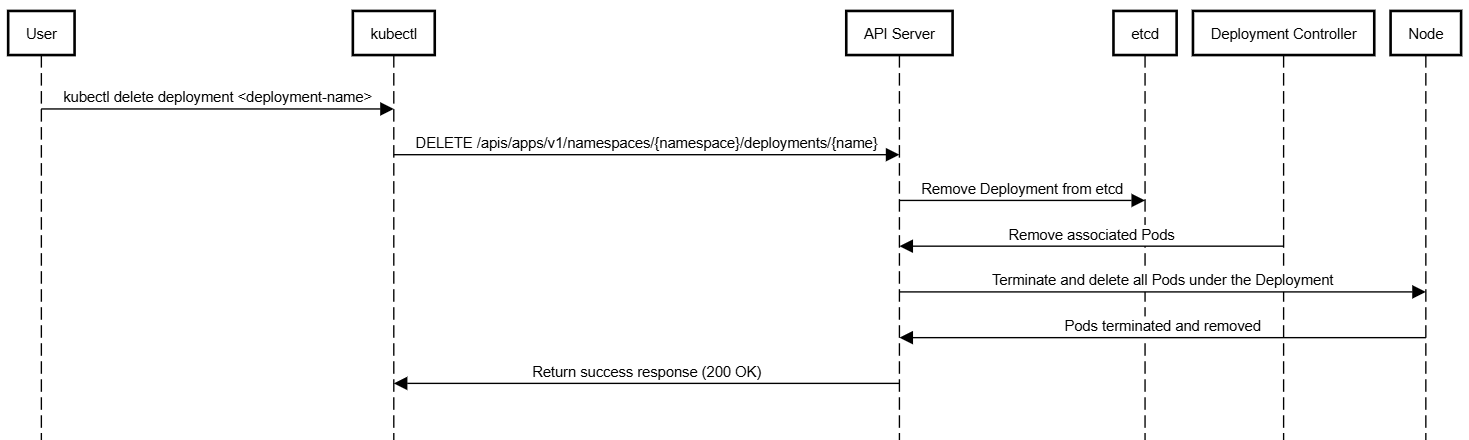 User
kubectl
API Server
etcd
Deployment Controller
Node
kubectl delete deployment <deployment-name>
DELETE /apis/apps/v1/namespaces/{namespace}/deployments/{name}
Remove Deployment from etcd
Remove associated Pods
Terminate and delete all Pods under the Deployment
Pods terminated and removed
Return success response (200 OK)